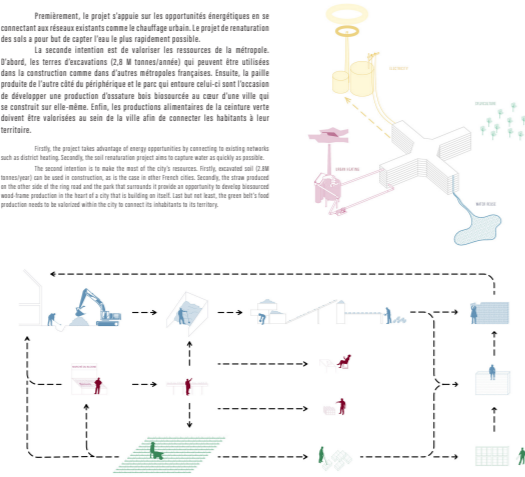 Premièrement, le projet s'appuie sur les opportunités énergétiques en se
connectant aux réseaux existants comme le chauffage urbain. Le projet de renaturation
des sols a pour but de capter l'eau le plus rapidement possible.
La seconde intention est de valoriser les ressources de la métropole.
D'abord, les terres d'excavations (2,8 M tonnes/année) qui peuvent être utilisées
dans la construction comme dans d'autres métropoles françaises. Ensuite, la paille
produite de l'autre côté du périphérique et le parc qui entoure celui-ci sont l'occasion
de développer une production d'ossature bois biosourcée au cœur d'une ville qui
se construit sur elle-même. Enfin, les productions alimentaires de la ceinture verte
doivent être valorisées au sein de la ville afin de connecter les habitants à leur
territoire.
Firstly, the project takes advantage of energy opportunities by connecting to existing networks
such as district heating. Secondly, the soil renaturation project aims to capture water as quickly as possible.
The second intention is to make the most of the city's resources. Firstly, excavated soil (2.8M
tonnes/year) can be used in construction, as is the case in other French cities. Secondly, the straw produced
on the other side of the ring road and the park that surrounds it provide an opportunity to develop biosourced
wood-frame production in the heart of a city that is building on itself. Last but not least, the green belt's food
production needs to be valorized within the city to connect its inhabitants to its territory.
ELECTRICITY
URBAN HEATING
WATER REUSE